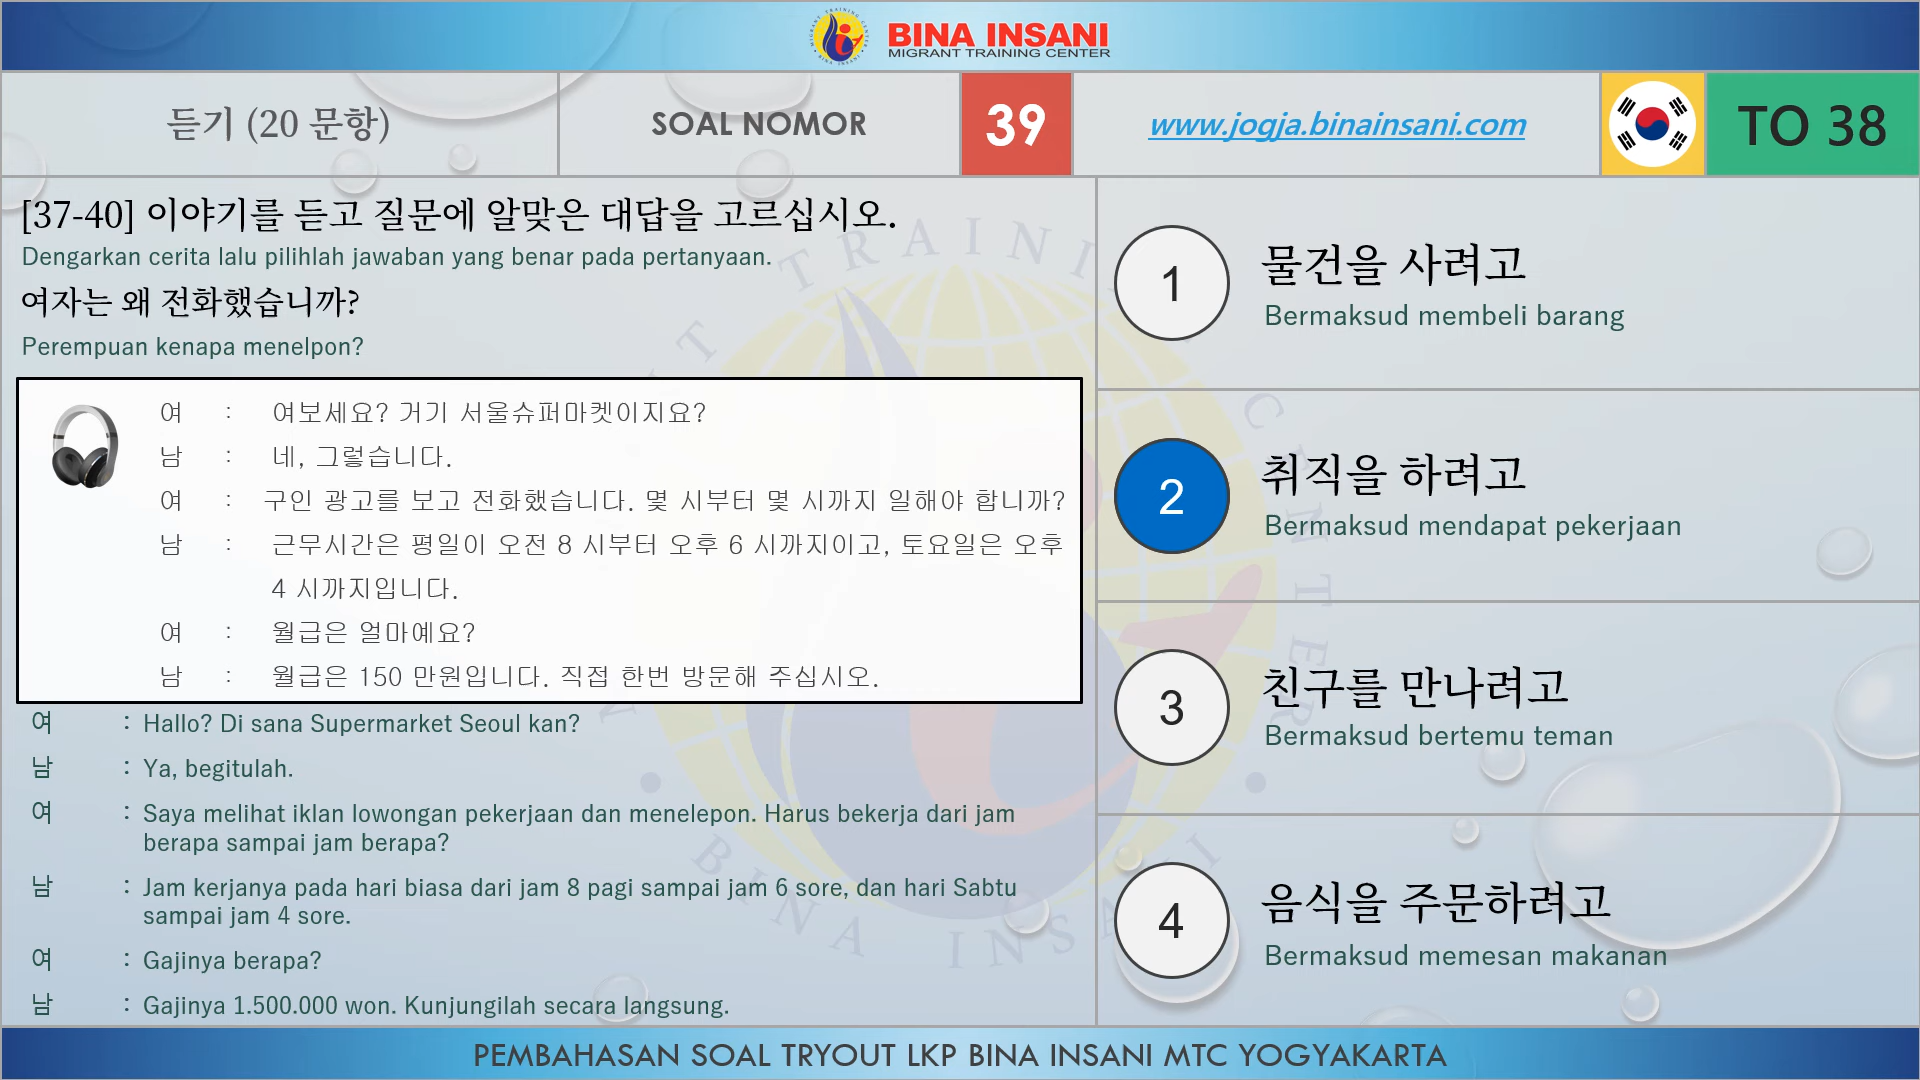 BINA INSANI
MIGRANT TRAINING CENTER
듣기 (20 문항)
SOAL NOMOR
39
www.jogja.binainsani.com
TO 38
[37-40] 이야기를 듣고 질문에 알맞은 대답을 고르십시오.
Dengarkan cerita lalu pilihlah jawaban yang benar pada pertanyaan.
여자는 왜 전화했습니까?
Perempuan kenapa menelpon?
여 : 여보세요? 거기 서울슈퍼마켓이지요?
남 : 네, 그렇습니다.
여 : 구인 광고를 보고 전화했습니다. 몇 시부터 몇 시까지 일해야 합니까?
남 : 근무시간은 평일이 오전 8 시부터 오후 6 시까지이고, 토요일은 오후
4 시까지입니다.
여 : 월급은 얼마예요?
남 : 월급은 150 만원입니다. 직접 한번 방문해 주십시오.
여 : Hallo? Di sana Supermarket Seoul kan?
남 : Ya, begitulah.
여 : Saya melihat iklan lowongan pekerjaan dan menelepon. Harus bekerja dari jam
berapa sampai jam berapa?
남 : Jam kerjanya pada hari biasa dari jam 8 pagi sampai jam 6 sore, dan hari Sabtu
sampai jam 4 sore.
여 : Gajinya berapa?
남 : Gajinya 1.500.000 won. Kunjungilah secara langsung.
1
물건을 사려고
Bermaksud membeli barang
2
취직을 하려고
Bermaksud mendapat pekerjaan
3
친구를 만나려고
Bermaksud bertemu teman
4
음식을 주문하려고
Bermaksud memesan makanan
PEMBAHASAN SOAL TRYOUT LKP BINA INSANI MTC YOGYAKARTA